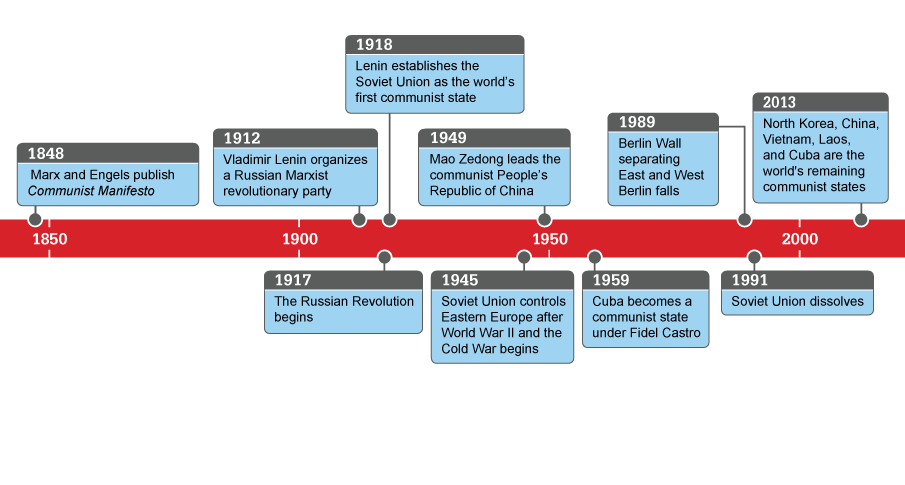 1918
Lenin establishes the
Soviet Union as the world's
first communist state
2013
North Korea, China,
Vietnam, Laos,
and Cuba are the
world's remaining
communist states
1989
Berlin Wall
separating
East and West
Berlin falls
1912
Vladimir Lenin organizes
a Russian Marxist
revolutionary party
1949
Mao Zedong leads the
communist People's
Republic of China
1848
Marx and Engels publish
Communist Manifesto
1850
1900
1950
2000
1917
The Russian Revolution
begins
1945
Soviet Union controls
Eastern Europe after
World War II and the
Cold War begins
1959
Cuba becomes a
communist state
under Fidel Castro
1991
Soviet Union dissolves